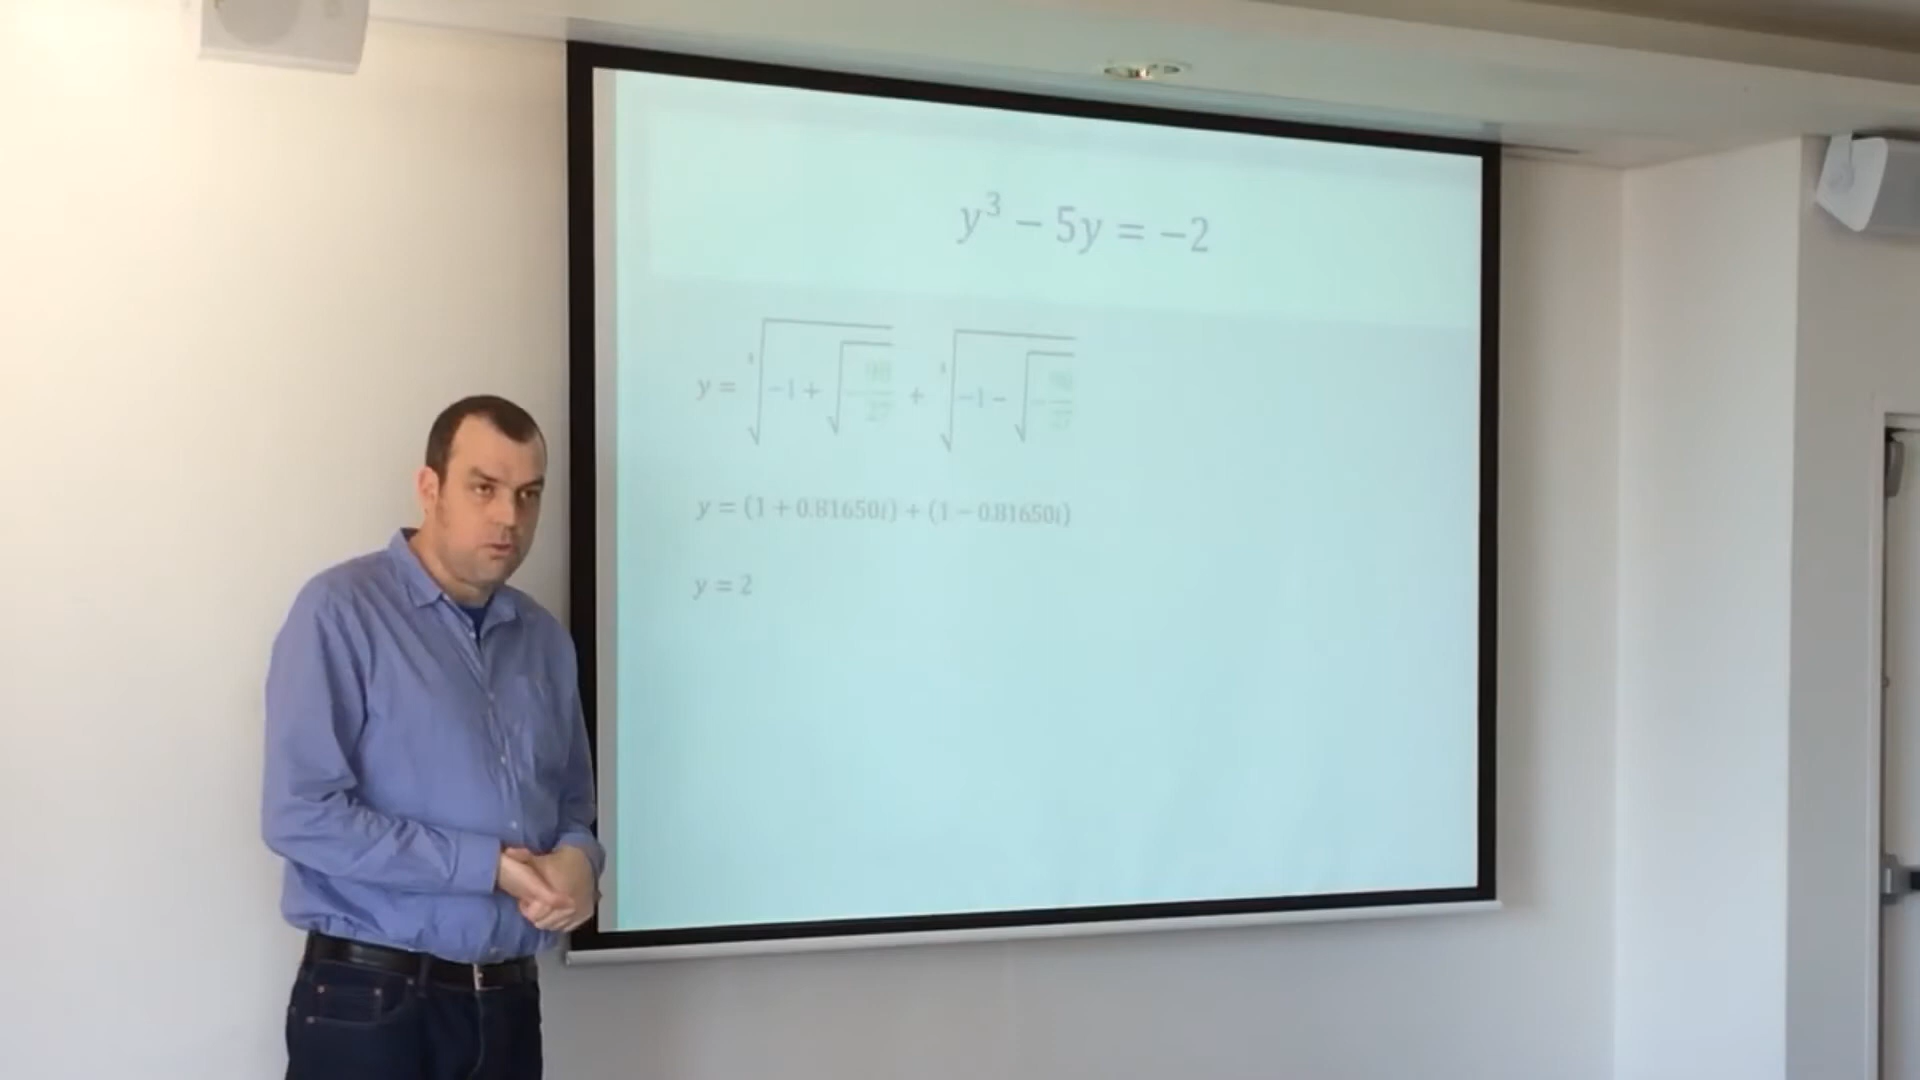 y³ − 5y = −2
y = ∛(−1 + √(−98/27)) + ∛(−1 − √(−98/27))
y = (1 + 0.81650i) + (1 − 0.81650i)
y = 2